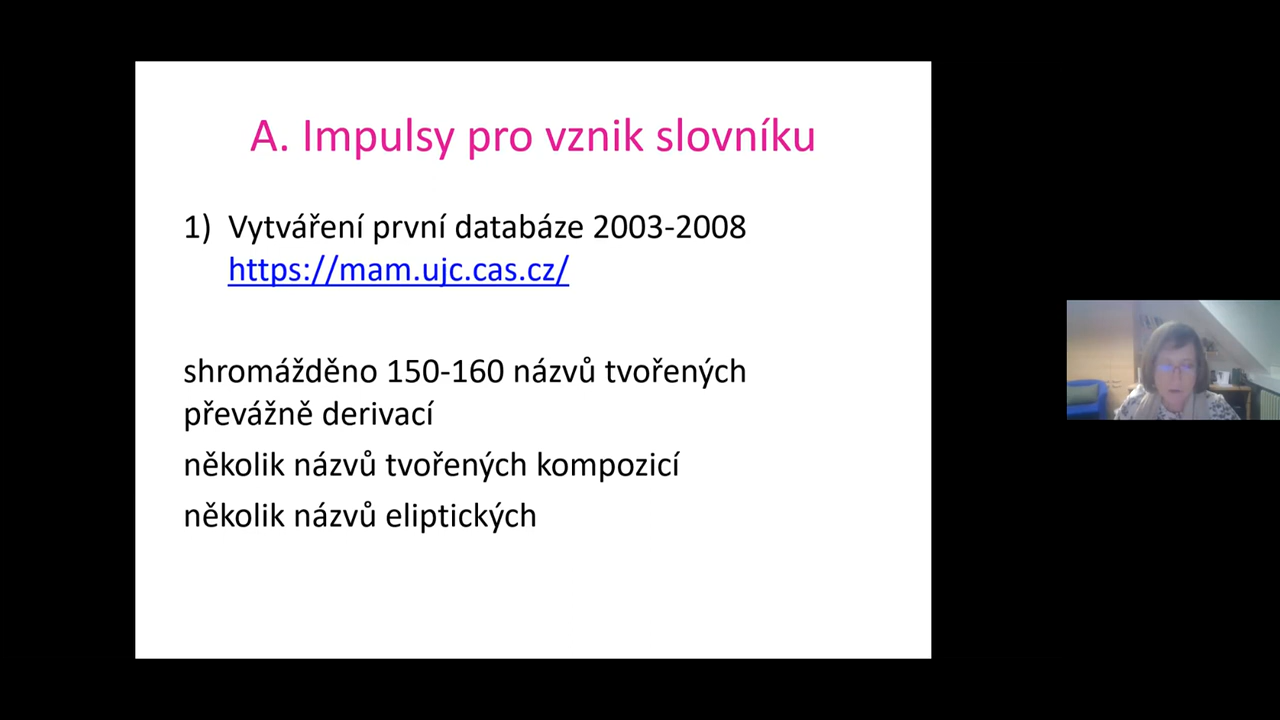 A. Impulsy pro vznik slovníku
1) Vytváření první databáze 2003-2008
https://mam.ujc.cas.cz/
shromážděno 150-160 názvů tvořených
převážně derivací
několik názvů tvořených kompozicí
několik názvů eliptických